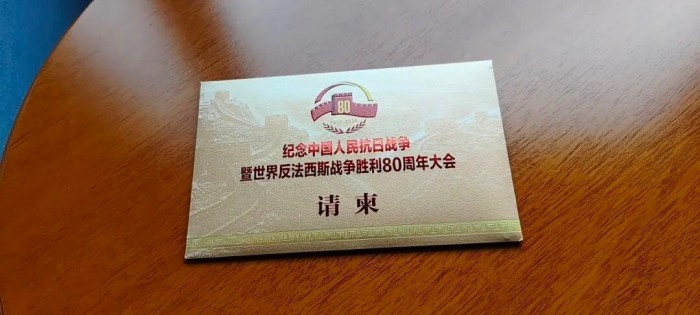 80
纪念中国人民抗日战争
暨世界反法西斯战争胜利80周年大会
请柬